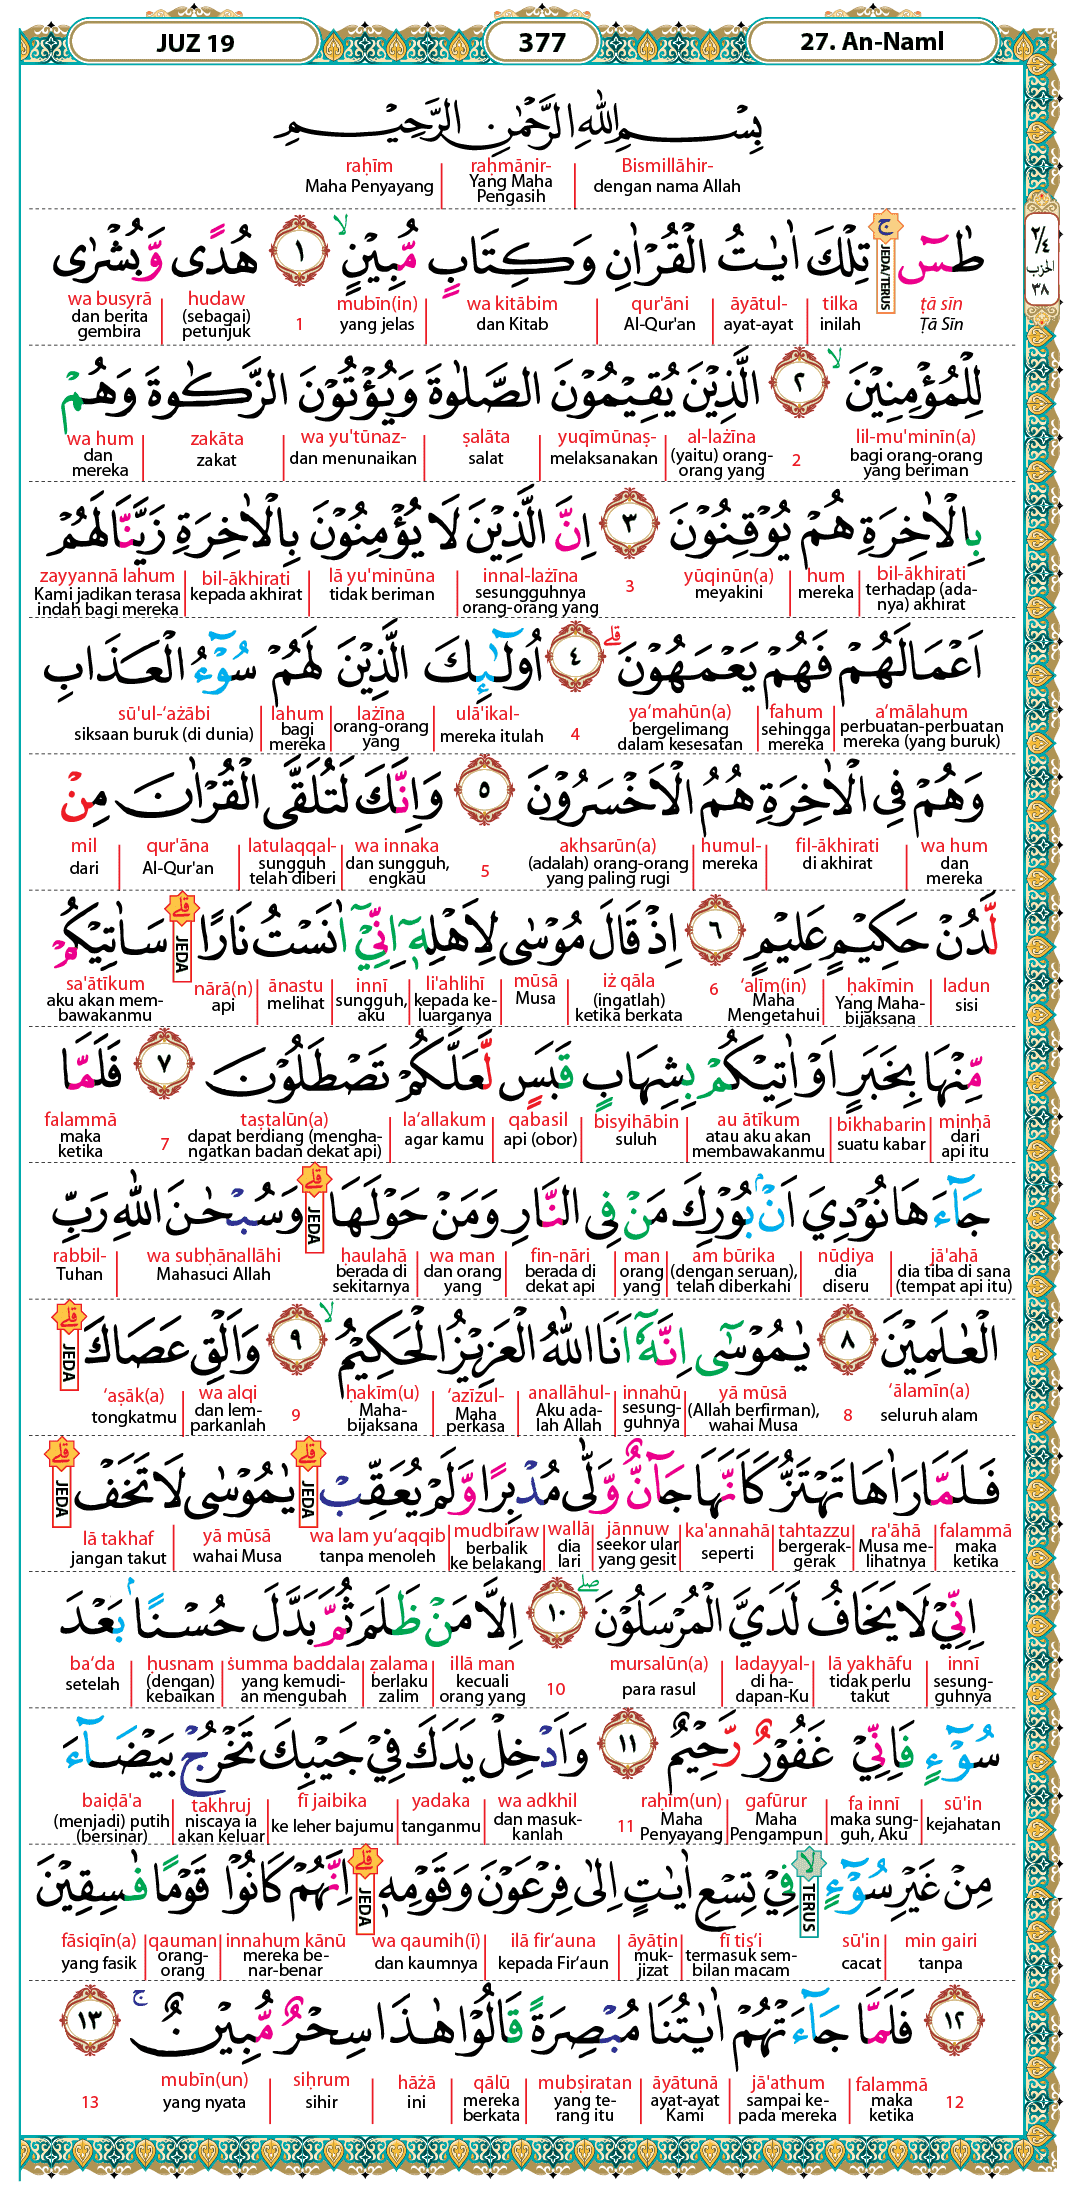 JUZ 19 377 27. An-Naml
بِسْمِ اللّٰهِ الرَّحْمٰنِ الرَّحِيْمِ
Bismillāhir- raḥmānir- raḥīm
dengan nama Allah Yang Maha Pengasih Maha Penyayang
٢/٤ الحزب ٣٨
طٰسۤ ۚ تِلْكَ اٰيٰتُ الْقُرْاٰنِ وَكِتَابٍ مُّبِيْنٍ ۙ ١ هُدًى وَّبُشْرٰى
JEDA/TERUS
ṭā sīn tilka āyātul- qur'āni wa kitābim mubīn(in) 1 hudaw wa busyrā
Ṭā Sīn inilah ayat-ayat Al-Qur'an dan Kitab yang jelas (sebagai) petunjuk dan berita gembira
لِلْمُؤْمِنِيْنَ ۙ ٢ الَّذِيْنَ يُقِيْمُوْنَ الصَّلٰوةَ وَيُؤْتُوْنَ الزَّكٰوةَ وَهُمْ
lil-mu'minīn(a) 2 al-lażīna yuqīmūnaṣ- ṣalāta wa yu'tūnaz- zakāta wa hum
bagi orang-orang yang beriman (yaitu) orang-orang yang melaksanakan salat dan menunaikan zakat dan mereka
بِالْاٰخِرَةِ هُمْ يُوْقِنُوْنَ ٣ اِنَّ الَّذِيْنَ لَا يُؤْمِنُوْنَ بِالْاٰخِرَةِ زَيَّنَّا لَهُمْ
bil-ākhirati hum yūqinūn(a) 3 innal-lażīna lā yu'minūna bil-ākhirati zayyannā lahum
terhadap (adanya) akhirat mereka meyakini sesungguhnya orang-orang yang tidak beriman kepada akhirat Kami jadikan terasa indah bagi mereka
اَعْمَالَهُمْ فَهُمْ يَعْمَهُوْنَ ۗ ٤ اُولٰۤىِٕكَ الَّذِيْنَ لَهُمْ سُوْۤءُ الْعَذَابِ
a‘mālahum fahum ya‘mahūn(a) 4 ulā'ikal- lażīna lahum sū'ul-‘ażābi
perbuatan-perbuatan mereka (yang buruk) sehingga mereka bergelimang dalam kesesatan mereka itulah orang-orang yang bagi mereka siksaan buruk (di dunia)
وَهُمْ فِى الْاٰخِرَةِ هُمُ الْاَخْسَرُوْنَ ٥ وَاِنَّكَ لَتُلَقَّى الْقُرْاٰنَ مِنْ
wa hum fil-ākhirati humul- akhsarūn(a) 5 wa innaka latulaqqal- qur'āna mil
dan mereka di akhirat mereka (adalah) orang-orang yang paling rugi dan sungguh, engkau sungguh telah diberi Al-Qur'an dari
لَّدُنْ حَكِيْمٍ عَلِيْمٍ ٦ اِذْ قَالَ مُوْسٰى لِاَهْلِهٖٓ اِنِّيْٓ اٰنَسْتُ نَارًا ۗ سَاٰتِيْكُمْ
JEDA
ladun ḥakīmin ‘alīm(in) 6 iż qāla mūsā li'ahlihī innī ānastu nārā(n) sa'ātīkum
sisi Yang Mahabijaksana Maha Mengetahui (ingatlah) ketika berkata Musa kepada keluarganya sungguh, aku melihat api aku akan membawakanmu
مِّنْهَا بِخَبَرٍ اَوْ اٰتِيْكُمْ بِشِهَابٍ قَبَسٍ لَّعَلَّكُمْ تَصْطَلُوْنَ ٧ فَلَمَّا
minhā bikhabarin au ātīkum bisyihābin qabasil la‘allakum taṣṭalūn(a) 7 falammā
dari api itu suatu kabar atau aku akan membawakanmu suluh api (obor) agar kamu dapat berdiang (menghangatkan badan dekat api) maka ketika
جَاۤءَهَا نُوْدِيَ اَنْۢ بُوْرِكَ مَنْ فِى النَّارِ وَمَنْ حَوْلَهَا ۗ وَسُبْحٰنَ اللّٰهِ رَبِّ
JEDA
jā'ahā nūdiya am būrika man fin-nāri wa man ḥaulahā wa subḥānallāhi rabbil-
dia tiba di sana (tempat api itu) dia diseru (dengan seruan), telah diberkahi orang yang berada di dekat api dan orang yang berada di sekitarnya Mahasuci Allah Tuhan
الْعٰلَمِيْنَ ٨ يٰمُوْسٰٓى اِنَّهٗٓ اَنَا اللّٰهُ الْعَزِيْزُ الْحَكِيْمُ ۙ ٩ وَاَلْقِ عَصَاكَ ۗ
JEDA
‘ālamīn(a) 8 yā mūsā innahū anallāhul- ‘azīzul- ḥakīm(u) 9 wa alqi ‘aṣāk(a)
seluruh alam (Allah berfirman), wahai Musa sesungguhnya Aku adalah Allah Maha perkasa Mahabijaksana dan lemparkanlah tongkatmu
فَلَمَّا رَاٰهَا تَهْتَزُّ كَاَنَّهَا جَاۤنٌّ وَّلّٰى مُدْبِرًا وَّلَمْ يُعَقِّبْ ۗ يٰمُوْسٰى لَا تَخَفْ ۗ
JEDA JEDA
falammā ra'āhā tahtazzu ka'annahā jānnuw wallā mudbiraw wa lam yu‘aqqib yā mūsā lā takhaf
maka ketika Musa melihatnya bergerak-gerak seperti seekor ular yang gesit dia lari berbalik ke belakang tanpa menoleh wahai Musa jangan takut
اِنِّيْ لَا يَخَافُ لَدَيَّ الْمُرْسَلُوْنَ ۖ ١٠ اِلَّا مَنْ ظَلَمَ ثُمَّ بَدَّلَ حُسْنًاۢ بَعْدَ
innī lā yakhāfu ladayyal- mursalūn(a) 10 illā man ẓalama ṡumma baddala ḥusnam ba‘da
sesungguhnya tidak perlu takut di hadapan-Ku para rasul kecuali orang yang berlaku zalim yang kemudian mengubah (dengan) kebaikan setelah
سُوْۤءٍ فَاِنِّيْ غَفُوْرٌ رَّحِيْمٌ ١١ وَاَدْخِلْ يَدَكَ فِيْ جَيْبِكَ تَخْرُجْ بَيْضَاۤءَ
sū'in fa innī gafūrur raḥīm(un) 11 wa adkhil yadaka fī jaibika takhruj baiḍā'a
kejahatan maka sungguh, Aku Maha Pengampun Maha Penyayang dan masukkanlah tanganmu ke leher bajumu niscaya ia akan keluar (menjadi) putih (bersinar)
مِنْ غَيْرِ سُوْۤءٍ ۙ فِيْ تِسْعِ اٰيٰتٍ اِلٰى فِرْعَوْنَ وَقَوْمِهٖ ۗ اِنَّهُمْ كَانُوْا قَوْمًا فٰسِقِيْنَ
TERUS JEDA
min gairi sū'in fī tis‘i āyātin ilā fir‘auna wa qaumih(ī) innahum kānū qauman fāsiqīn(a)
tanpa cacat termasuk sembilan macam mukjizat kepada Fir‘aun dan kaumnya mereka benar-benar orang-orang yang fasik
١٢ فَلَمَّا جَاۤءَتْهُمْ اٰيٰتُنَا مُبْصِرَةً قَالُوْا هٰذَا سِحْرٌ مُّبِيْنٌ ۚ ١٣
12 falammā jā'athum āyātunā mubṣiratan qālū hāżā siḥrum mubīn(un) 13
maka ketika sampai kepada mereka ayat-ayat Kami yang terang itu mereka berkata ini sihir yang nyata